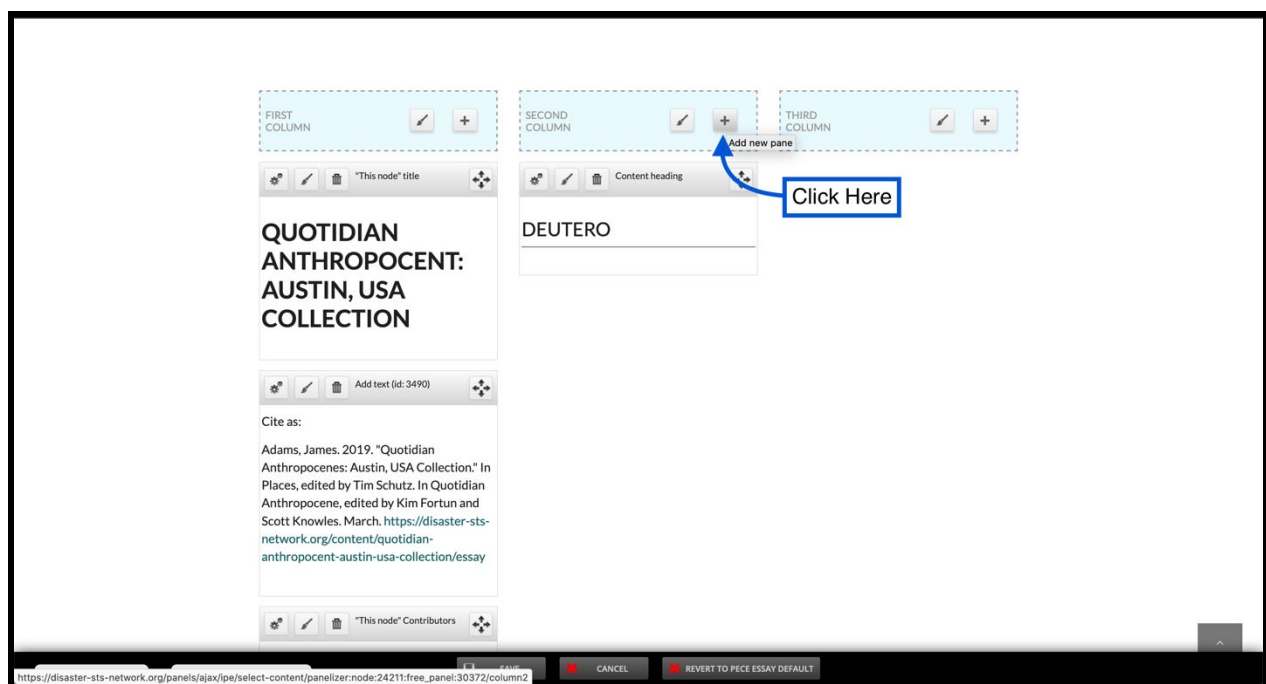 FIRST
COLUMN
SECOND
COLUMN
THIRD
COLUMN
Add new pane
Click Here
"This node" title
Content heading
QUOTIDIAN
ANTHROPOCENT:
AUSTIN, USA
COLLECTION
DEUTERO
Add text (id: 3490)
Cite as:
Adams, James. 2019. "Quotidian
Anthropocenes: Austin, USA Collection." In
Places, edited by Tim Schutz. In Quotidian
Anthropocene, edited by Kim Fortun and
Scott Knowles. March. https://disaster-sts-
network.org/content/quotidian-
anthropocent-austin-usa-collection/essay
"This node" Contributors
SAVE
CANCEL
REVERT TO PECE ESSAY DEFAULT
https://disaster-sts-network.org/panels/ajax/ipe/select-content/panelizer:node:24211:free_panel:30372/column2